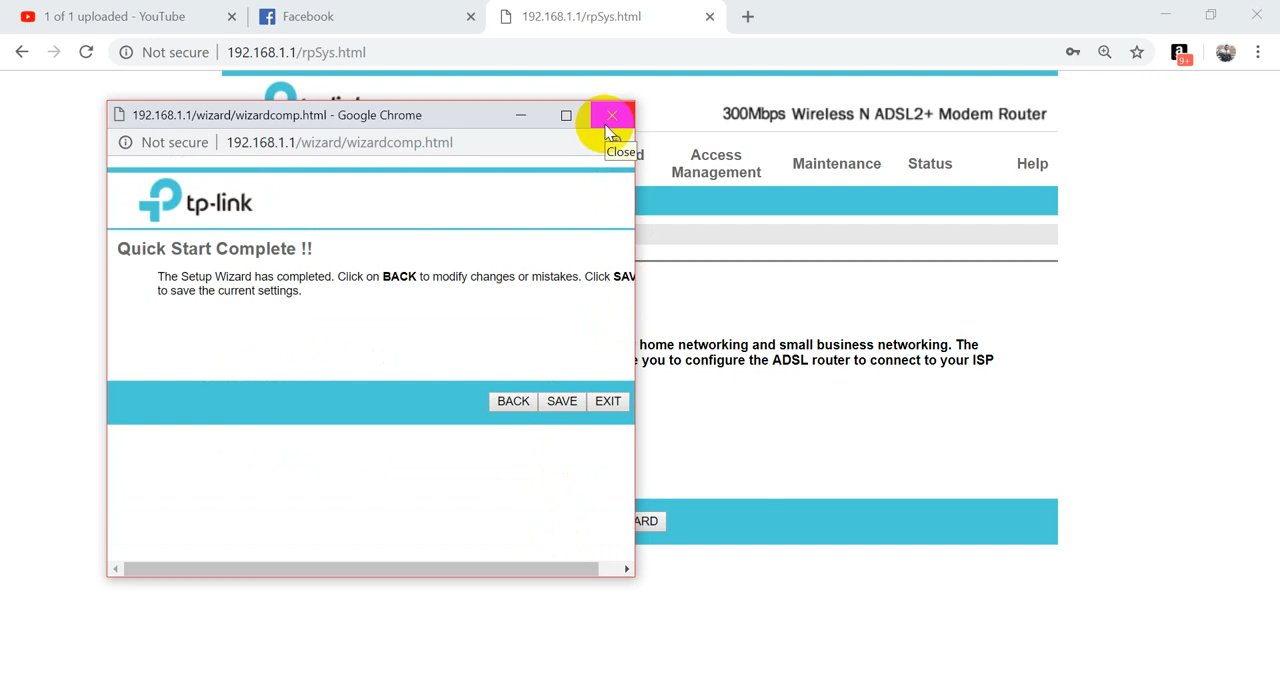 1 of 1 uploaded - YouTube
Facebook
192.168.1.1/rpSys.html
Not secure
192.168.1.1/rpSys.html
9+
300Mbps Wireless N ADSL2+ Modem Router
Access Management
Maintenance
Status
Help
192.168.1.1/wizard/wizardcomp.html - Google Chrome
Close
Not secure
192.168.1.1/wizard/wizardcomp.html
tp-link
Quick Start Complete !!
The Setup Wizard has completed. Click on BACK to modify changes or mistakes. Click SAV
to save the current settings.
home networking and small business networking. The
you to configure the ADSL router to connect to your ISP
BACK
SAVE
EXIT
ARD